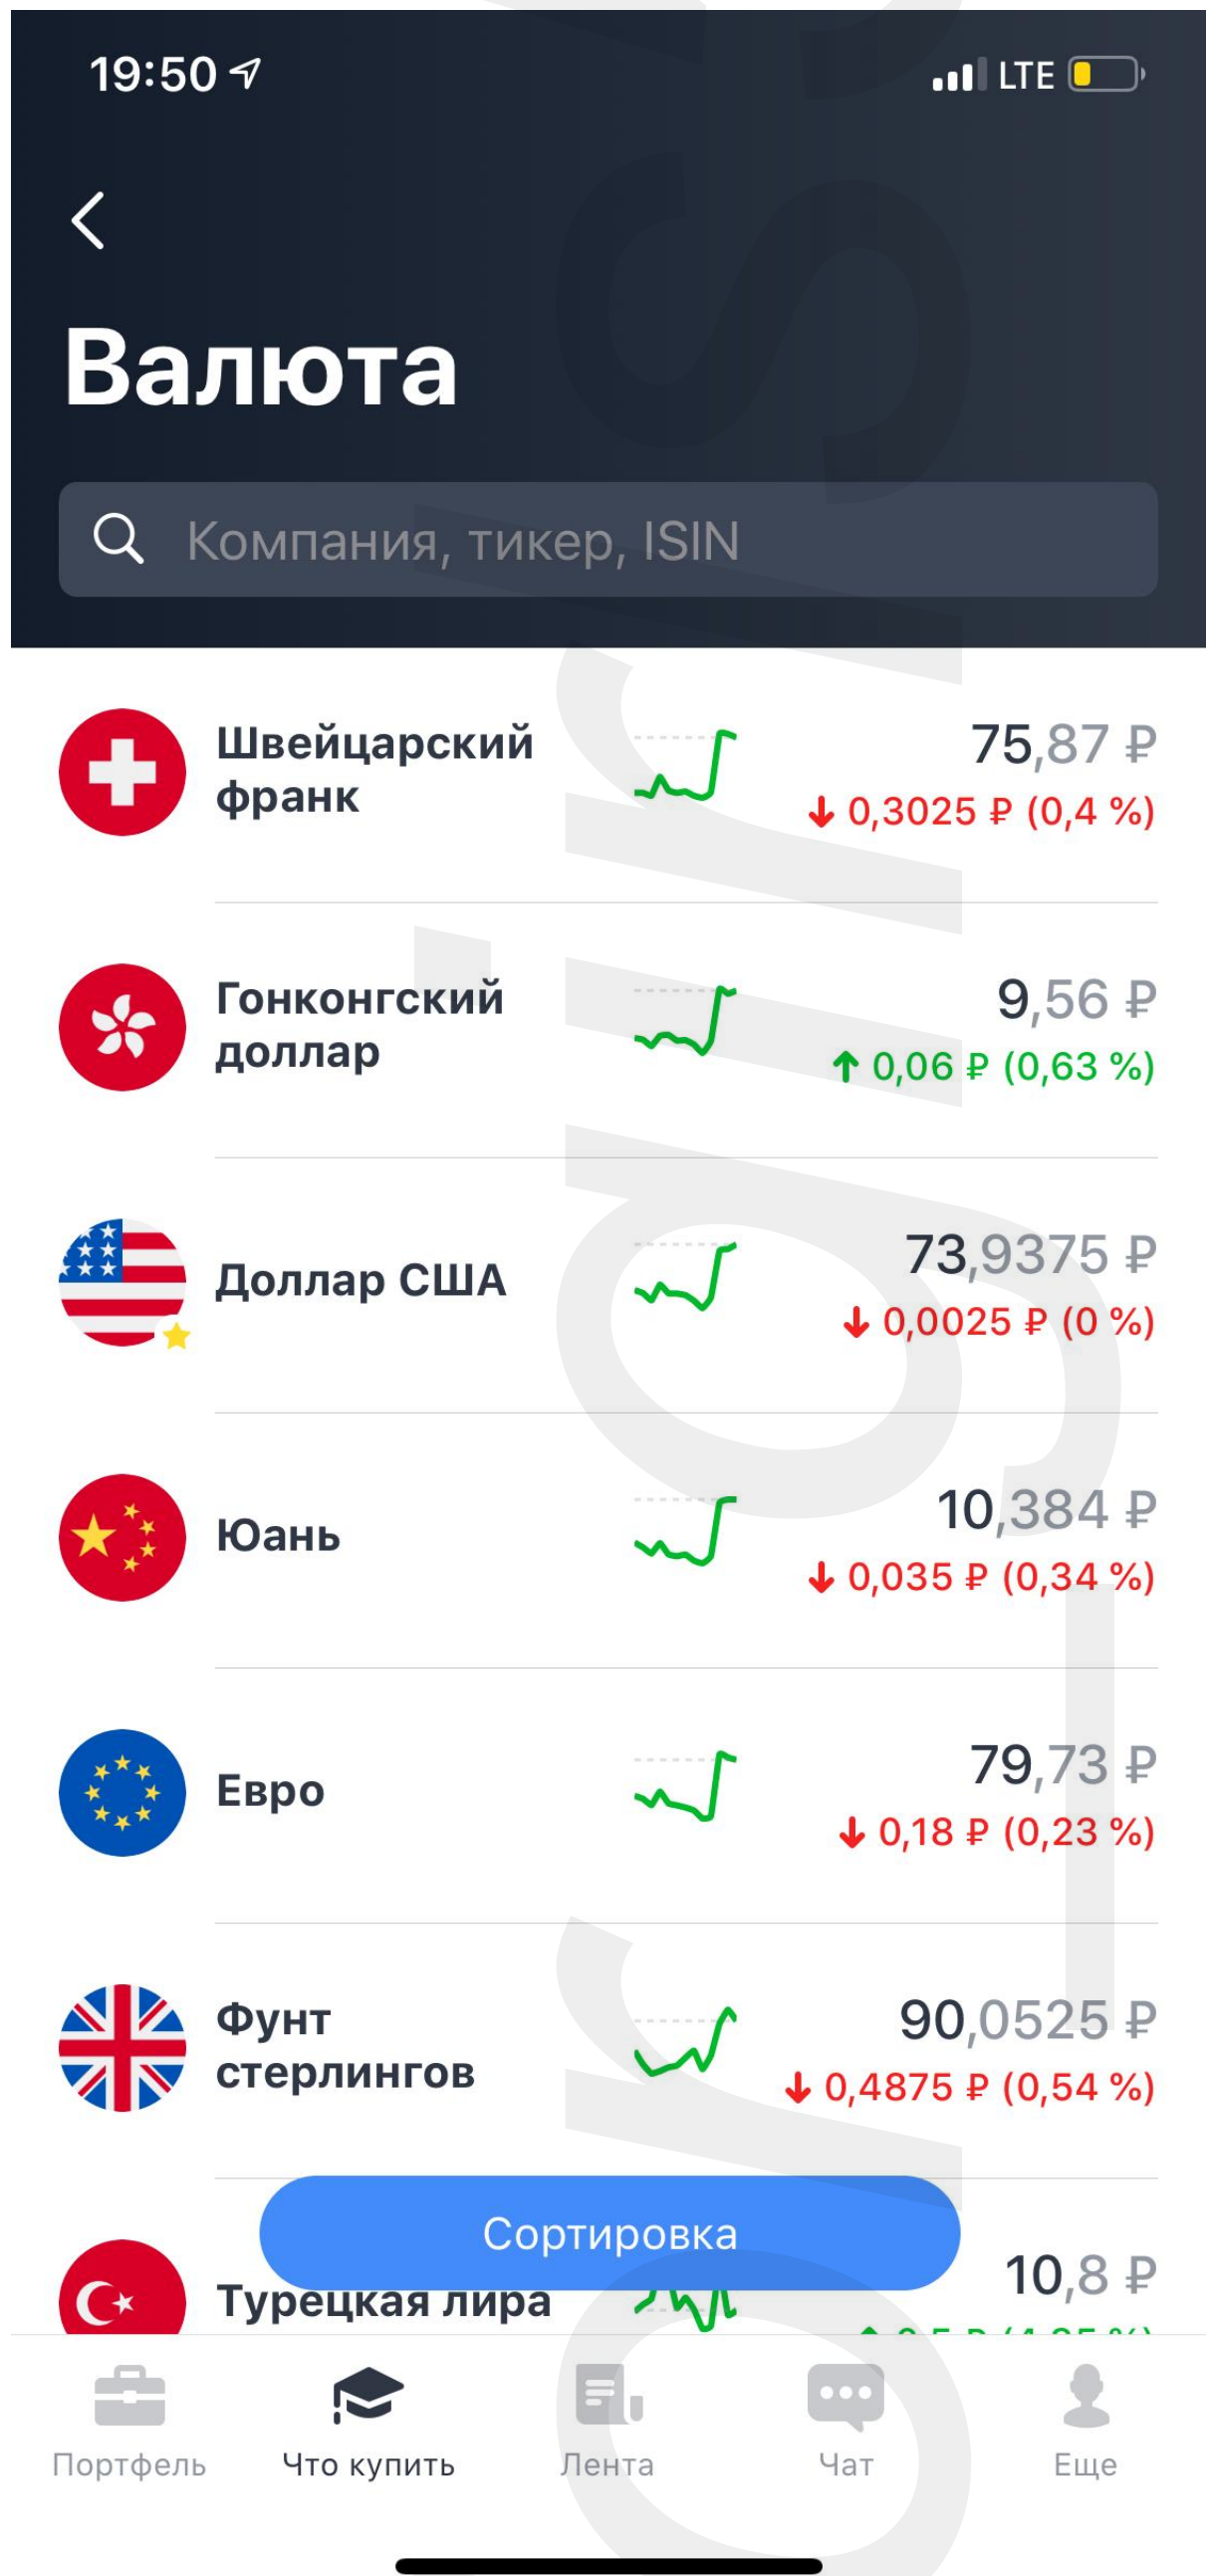 19:50
LTE
Валюта
Компания, тикер, ISIN
Швейцарский
франк
75,87 ₽
↓ 0,3025 ₽ (0,4 %)
Гонконгский
доллар
9,56 ₽
↑ 0,06 ₽ (0,63 %)
Доллар США
73,9375 ₽
↓ 0,0025 ₽ (0 %)
Юань
10,384 ₽
↓ 0,035 ₽ (0,34 %)
Евро
79,73 ₽
↓ 0,18 ₽ (0,23 %)
Фунт
стерлингов
90,0525 ₽
↓ 0,4875 ₽ (0,54 %)
Сортировка
Турецкая лира
10,8 ₽
Портфель
Что купить
Лента
Чат
Еще